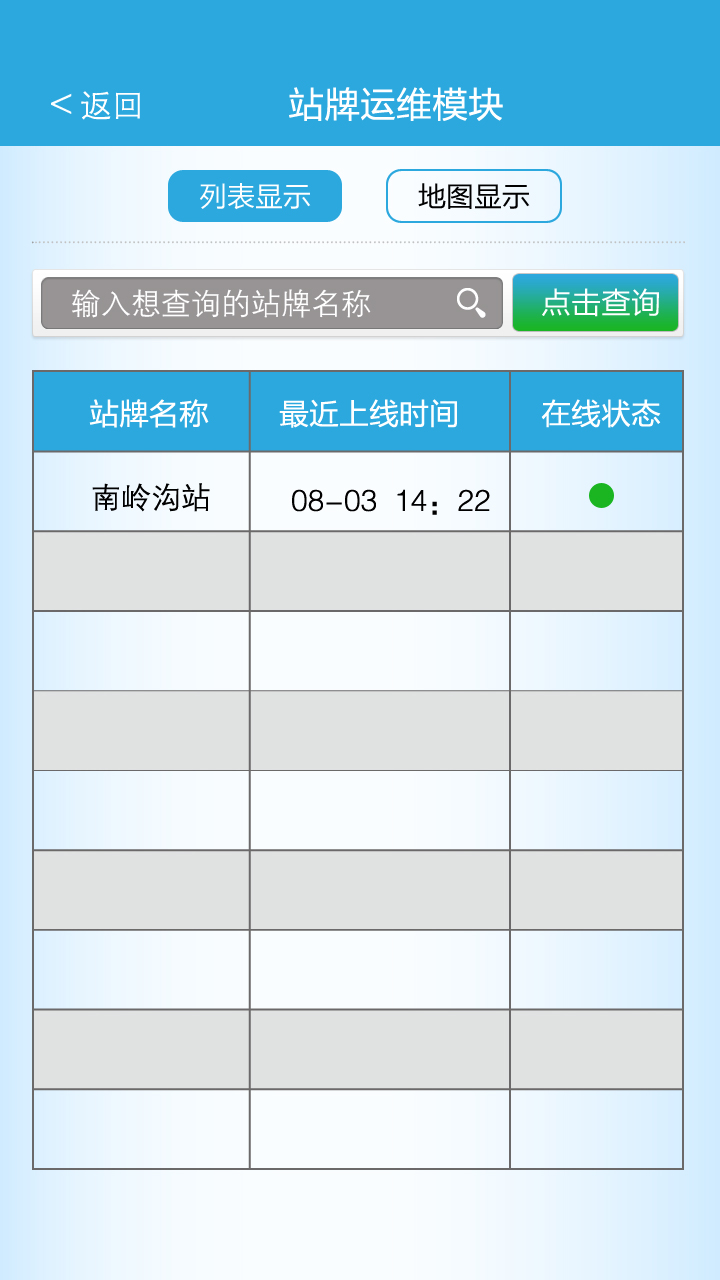 < 返回 站牌运维模块
列表显示 地图显示
输入想查询的站牌名称 点击查询
站牌名称 最近上线时间 在线状态
南岭沟站 08-03 14：22